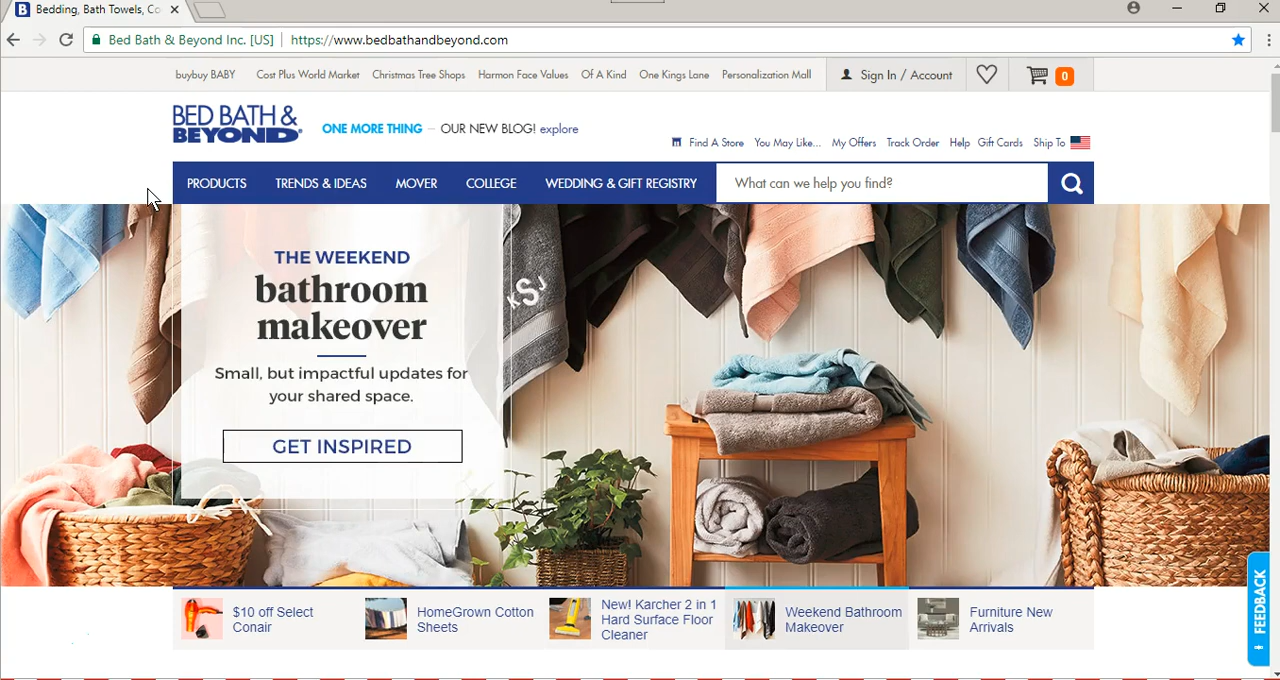 Bedding, Bath Towels, Co
Bed Bath & Beyond Inc. [US] https://www.bedbathandbeyond.com
buybuy BABY Cost Plus World Market Christmas Tree Shops Harmon Face Values Of A Kind One Kings Lane Personalization Mall Sign In / Account 0
BED BATH &
BEYOND
ONE MORE THING – OUR NEW BLOG! explore
Find A Store You May Like... My Offers Track Order Help Gift Cards Ship To
PRODUCTS TRENDS & IDEAS MOVER COLLEGE WEDDING & GIFT REGISTRY What can we help you find?
THE WEEKEND
bathroom
makeover
Small, but impactful updates for
your shared space.
GET INSPIRED
KSJ
$10 off Select
Conair
HomeGrown Cotton
Sheets
New! Karcher 2 in 1
Hard Surface Floor
Cleaner
Weekend Bathroom
Makeover
Furniture New
Arrivals
+ FEEDBACK